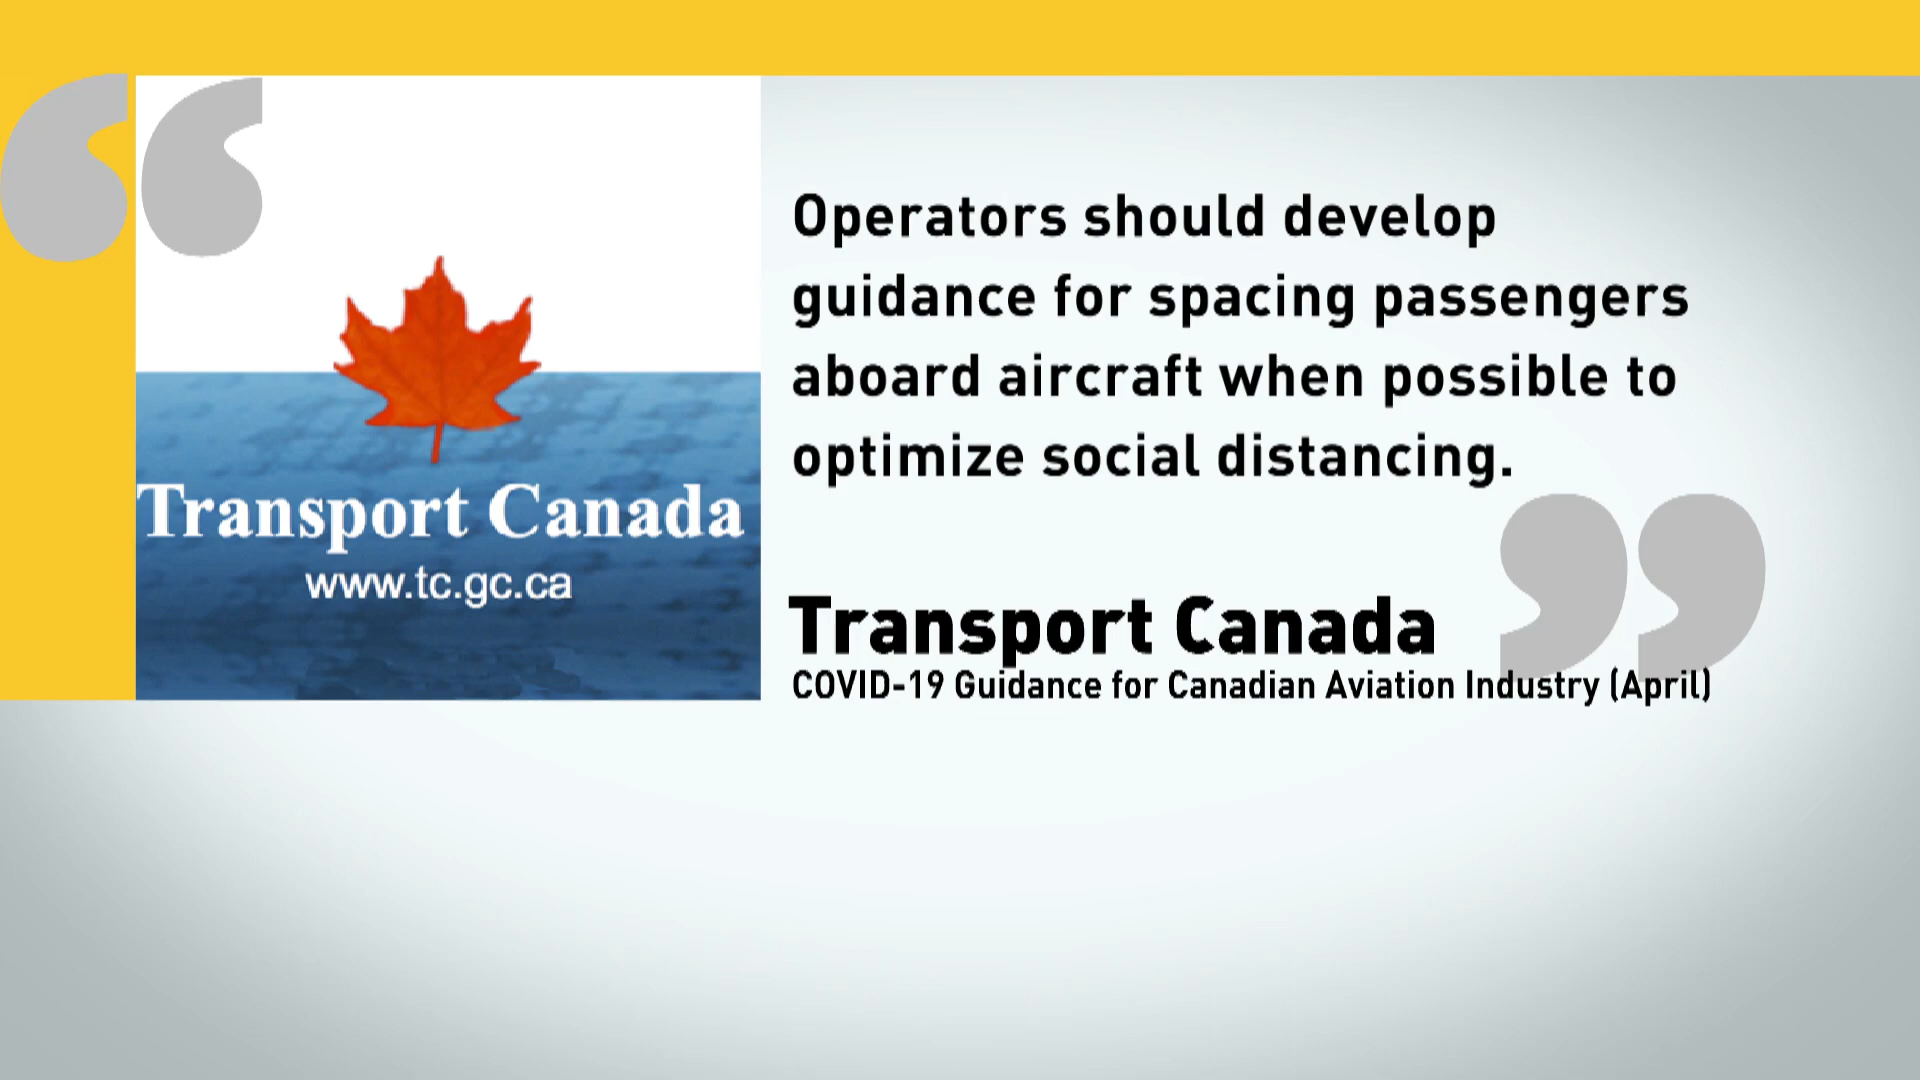 Transport Canada
www.tc.gc.ca
Operators should develop
guidance for spacing passengers
aboard aircraft when possible to
optimize social distancing.
Transport Canada
COVID-19 Guidance for Canadian Aviation Industry (April)